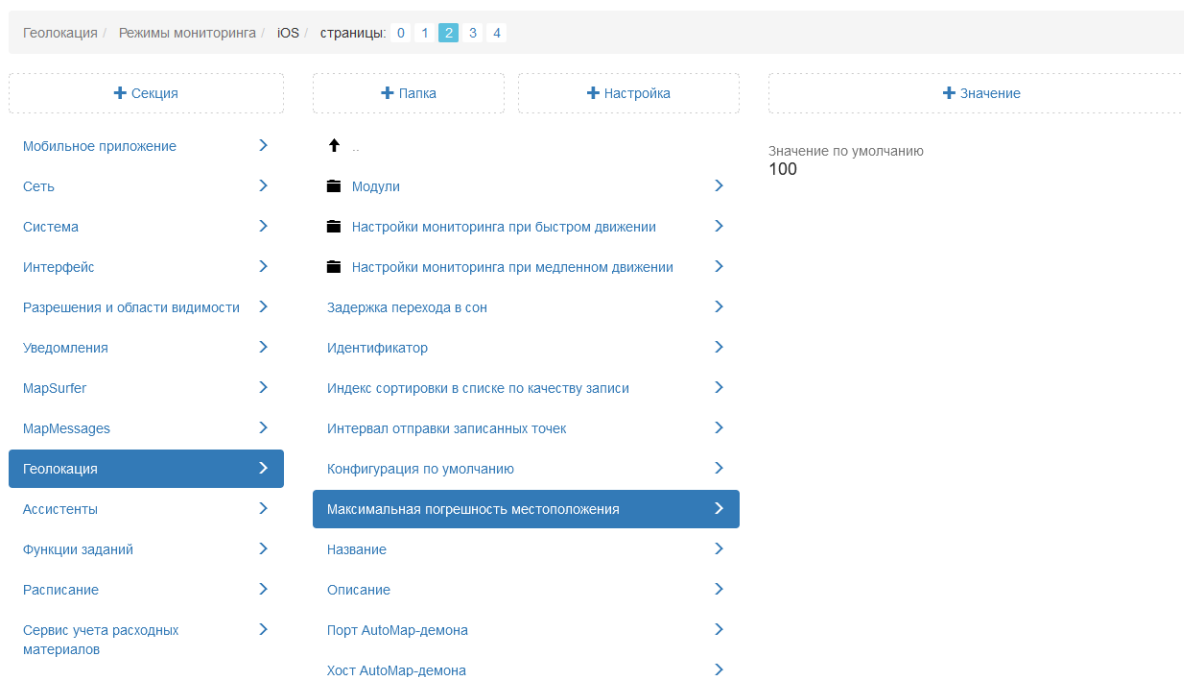 Геолокация / Режимы мониторинга / iOS / страницы: 0 1 2 3 4
+ Секция
+ Папка
+ Настройка
+ Значение
Мобильное приложение
Сеть
Система
Интерфейс
Разрешения и области видимости
Уведомления
MapSurfer
MapMessages
Геолокация
Ассистенты
Функции заданий
Расписание
Сервис учета расходных
материалов
..
Модули
Настройки мониторинга при быстром движении
Настройки мониторинга при медленном движении
Задержка перехода в сон
Идентификатор
Индекс сортировки в списке по качеству записи
Интервал отправки записанных точек
Конфигурация по умолчанию
Максимальная погрешность местоположения
Название
Описание
Порт AutoMap-демона
Хост AutoMap-демона
Значение по умолчанию
100